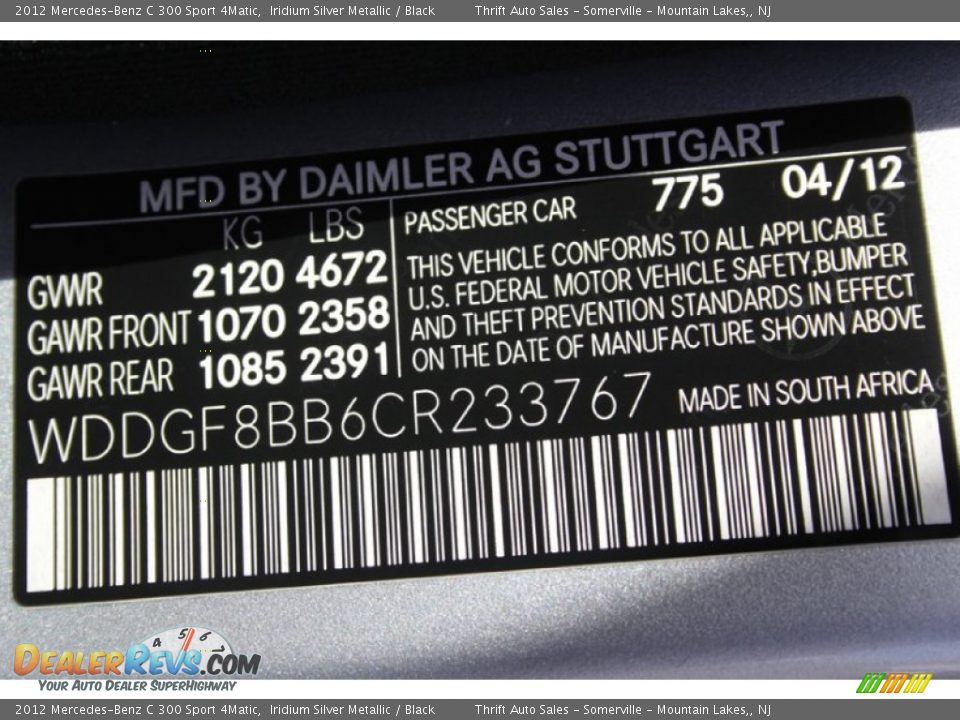 2012 Mercedes-Benz C 300 Sport 4Matic,  Iridium Silver Metallic / Black  Thrift Auto Sales - Somerville - Mountain Lakes,, NJ
MFD BY DAIMLER AG STUTTGART
KG LBS
GVWR 2120 4672
GAWR FRONT 1070 2358
GAWR REAR 1085 2391
PASSENGER CAR 775 04/12
THIS VEHICLE CONFORMS TO ALL APPLICABLE
U.S. FEDERAL MOTOR VEHICLE SAFETY,BUMPER
AND THEFT PREVENTION STANDARDS IN EFFECT
ON THE DATE OF MANUFACTURE SHOWN ABOVE
WDDGF8BB6CR233767 MADE IN SOUTH AFRICA
4 5 6
DEALERREVS.COM
YOUR AUTO DEALER SUPERHIGHWAY
2012 Mercedes-Benz C 300 Sport 4Matic,  Iridium Silver Metallic / Black  Thrift Auto Sales - Somerville - Mountain Lakes,, NJ